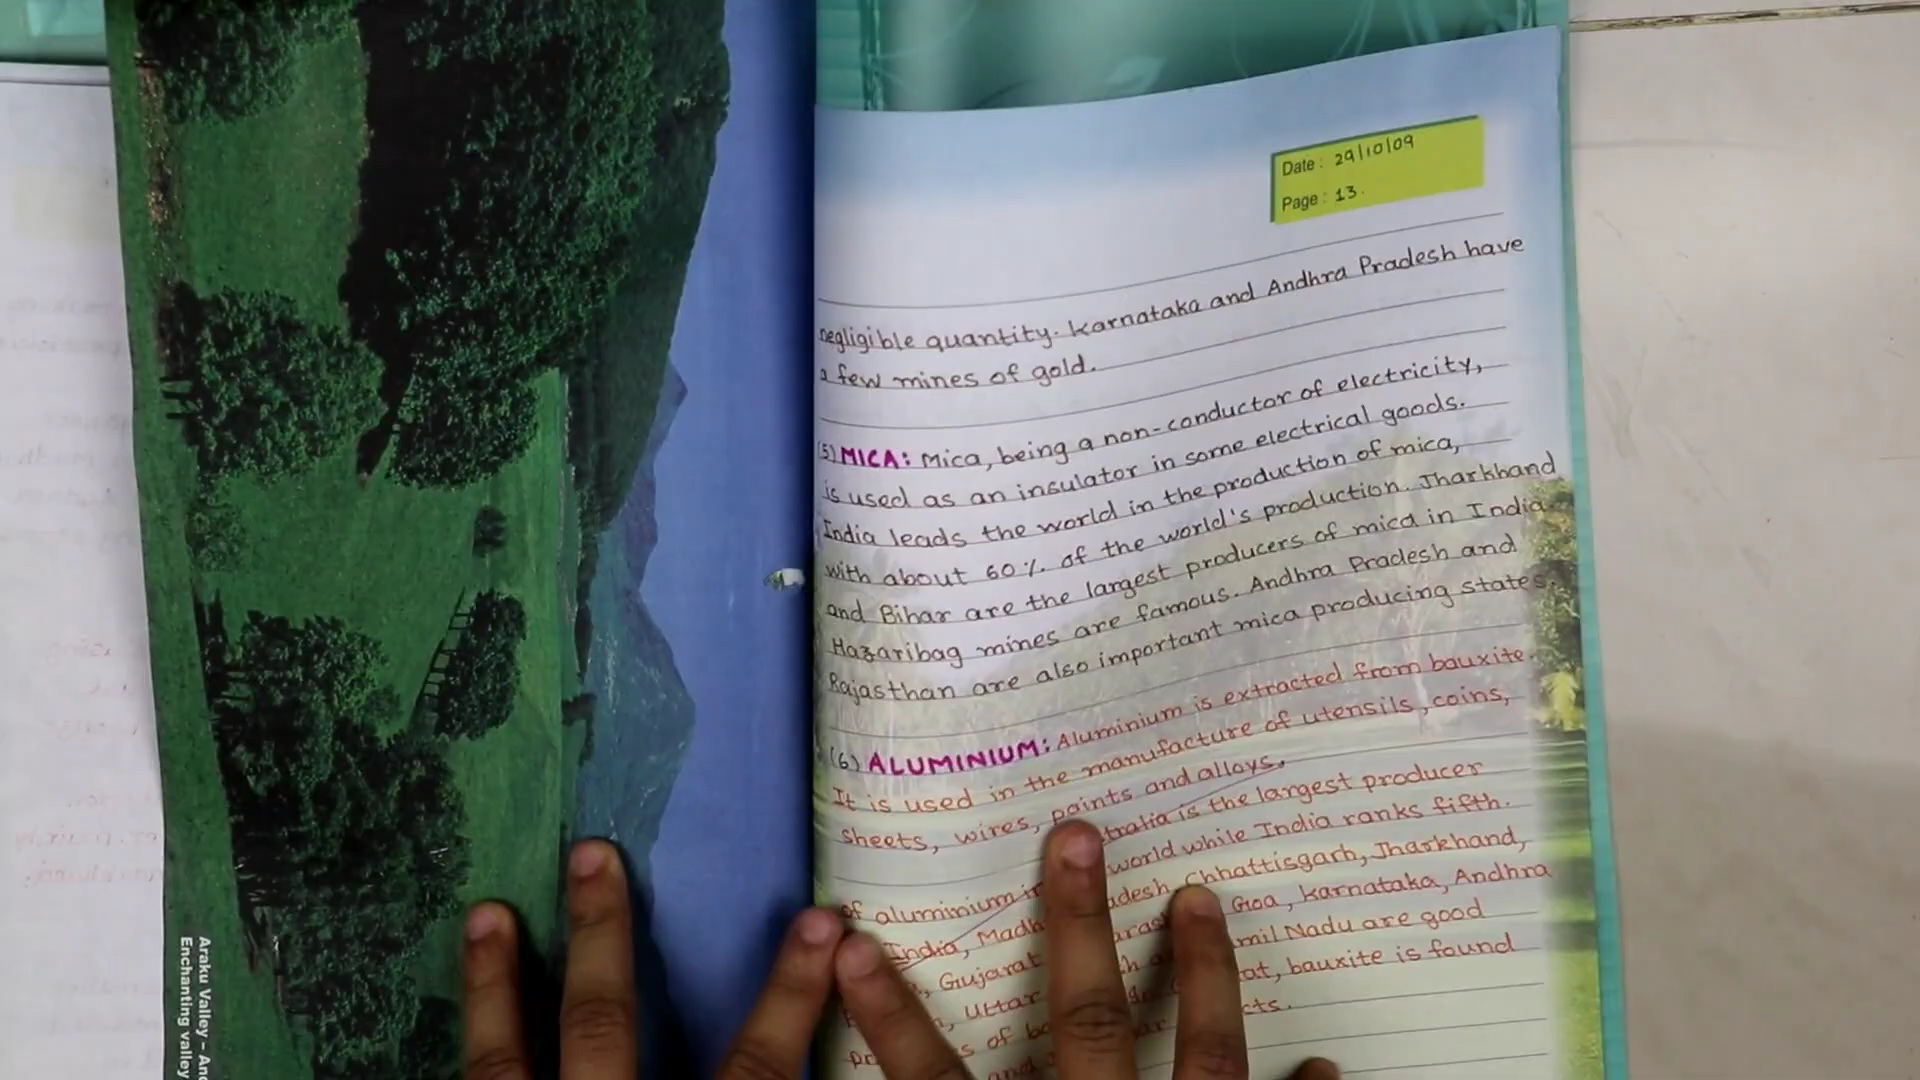 Date : 29/10/09
Page : 13.
negligible quantity. Karnataka and Andhra Pradesh have
a few mines of gold.
(5) MICA: Mica, being a non-conductor of electricity,
is used as an insulator in some electrical goods.
India leads the world in the production of mica,
with about 60% of the world's production. Jharkhand
and Bihar are the largest producers of mica in India
Hazaribag mines are famous. Andhra Pradesh and
Rajasthan are also important mica producing states.
(6) ALUMINIUM: Aluminium is extracted from bauxite.
It is used in the manufacture of utensils, coins,
sheets, wires, paints and alloys.
is the largest producer
of aluminium world while India ranks fifth.
India, Chhattisgarh, Jharkhand,
Gujarat Goa, Karnataka, Andhra
Uttar Nadu are good
of bauxite is found
and
Araku Valley -
Enchanting valley